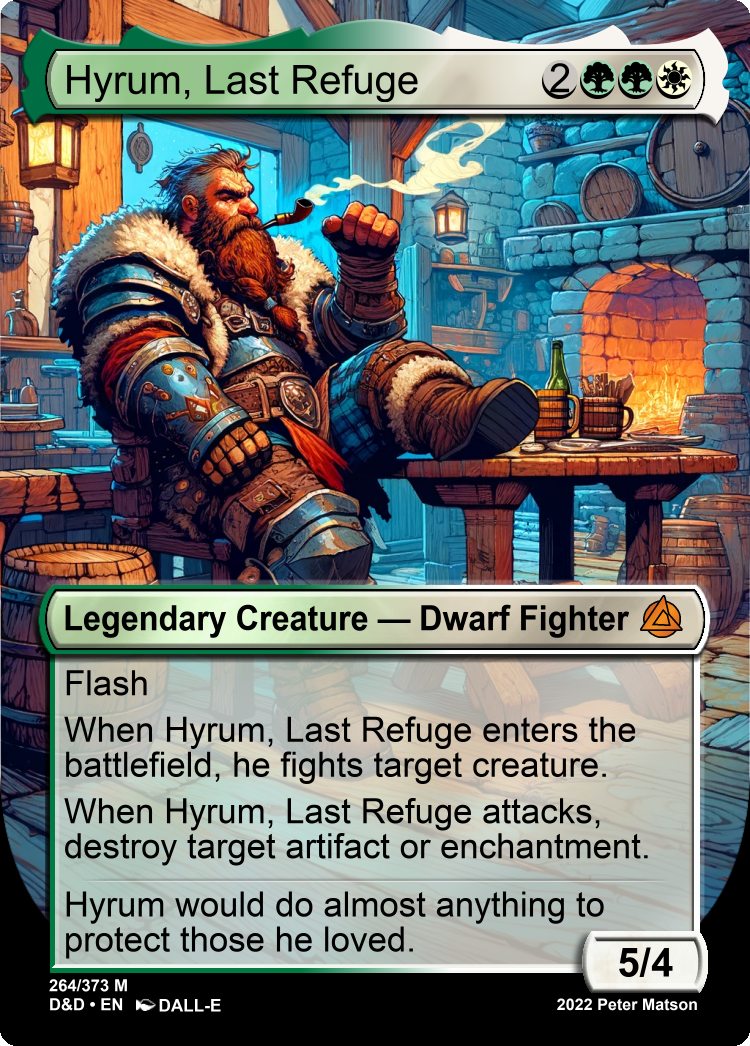 Hyrum, Last Refuge 2
Legendary Creature — Dwarf Fighter
Flash
When Hyrum, Last Refuge enters the
battlefield, he fights target creature.
When Hyrum, Last Refuge attacks,
destroy target artifact or enchantment.
Hyrum would do almost anything to
protect those he loved.
5/4
264/373 M
D&D • EN DALL-E
2022 Peter Matson